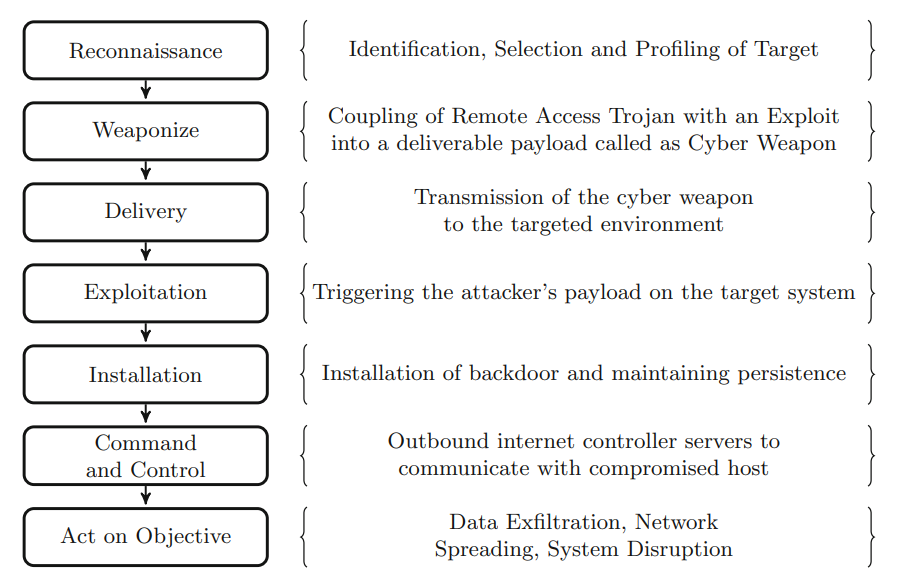 Reconnaissance
Identification, Selection and Profiling of Target
Weaponize
Coupling of Remote Access Trojan with an Exploit
into a deliverable payload called as Cyber Weapon
Delivery
Transmission of the cyber weapon
to the targeted environment
Exploitation
Triggering the attacker's payload on the target system
Installation
Installation of backdoor and maintaining persistence
Command
and Control
Outbound internet controller servers to
communicate with compromised host
Act on Objective
Data Exfiltration, Network
Spreading, System Disruption